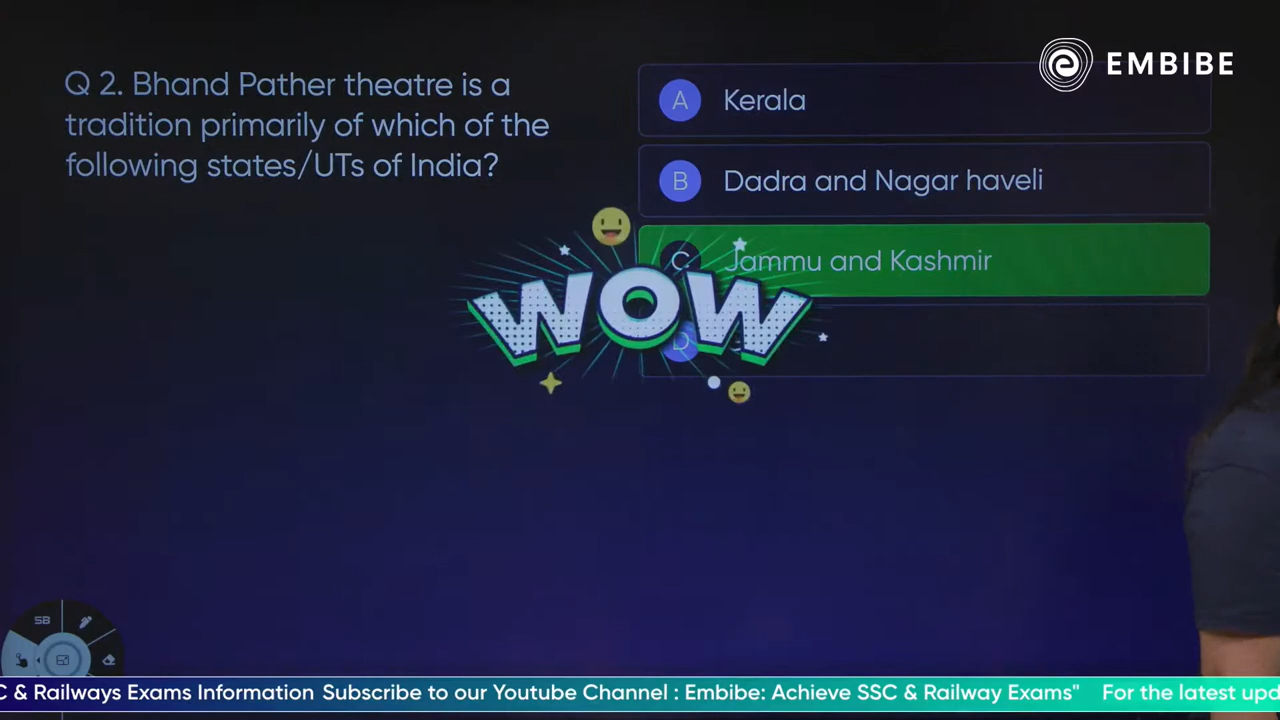 EMBIBE
Q 2. Bhand Pather theatre is a
tradition primarily of which of the
following states/UTs of India?
A Kerala
B Dadra and Nagar haveli
C Jammu and Kashmir
D
WOW
SB
C & Railways Exams Information Subscribe to our Youtube Channel : Embibe: Achieve SSC & Railway Exams" For the latest upd